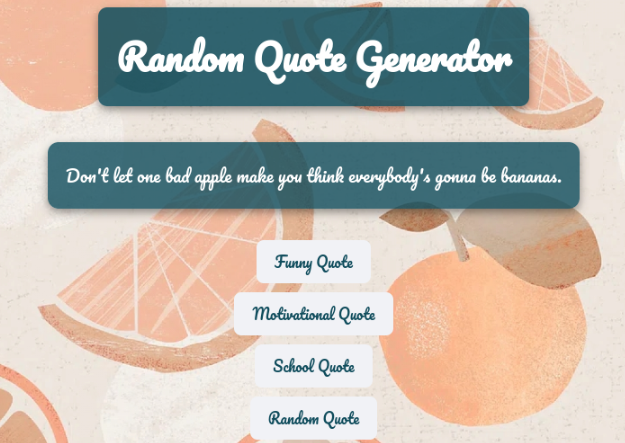 Random Quote Generator
Don't let one bad apple make you think everybody's gonna be bananas.
Funny Quote
Motivational Quote
School Quote
Random Quote